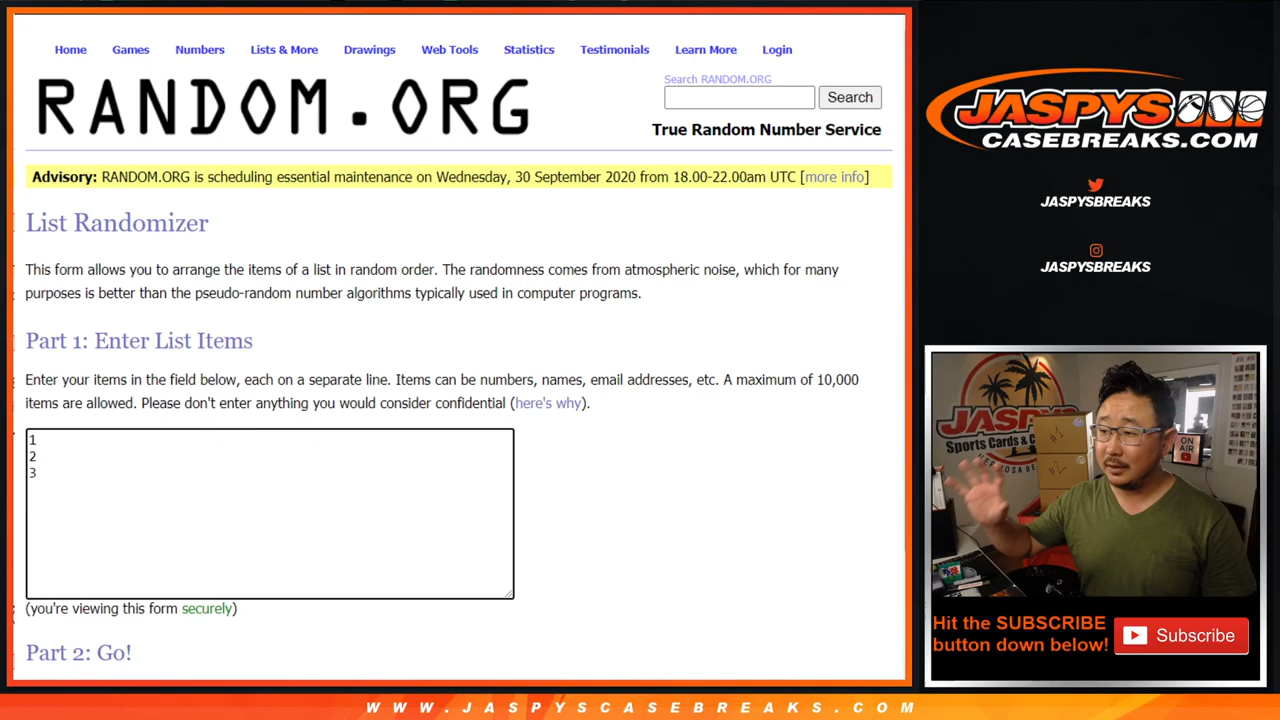 Home Games Numbers Lists & More Drawings Web Tools Statistics Testimonials Learn More Login
RANDOM.ORG
Search RANDOM.ORG
Search
True Random Number Service
Advisory: RANDOM.ORG is scheduling essential maintenance on Wednesday, 30 September 2020 from 18.00-22.00am UTC [more info]
List Randomizer
This form allows you to arrange the items of a list in random order. The randomness comes from atmospheric noise, which for many
purposes is better than the pseudo-random number algorithms typically used in computer programs.
Part 1: Enter List Items
Enter your items in the field below, each on a separate line. Items can be numbers, names, email addresses, etc. A maximum of 10,000
items are allowed. Please don't enter anything you would consider confidential (here's why).
1
2
3
(you're viewing this form securely)
Part 2: Go!
JASPYS
CASEBREAKS.COM
JASPYSBREAKS
JASPYSBREAKS
JASPYS
Sports Cards & C
#1
#2
ON
AIR
Hit the SUBSCRIBE
button down below!
Subscribe
WWW.JASPYSCASEBREAKS.COM